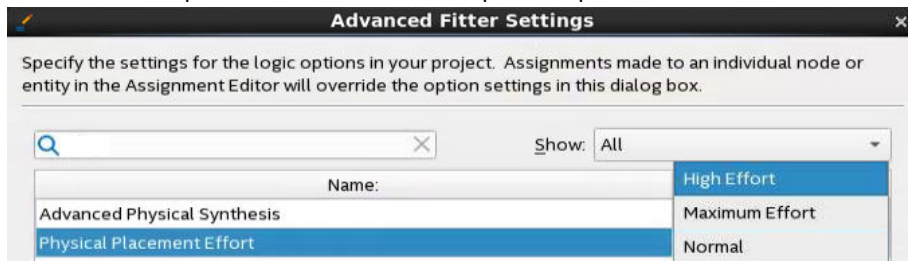 Advanced Fitter Settings
Specify the settings for the logic options in your project. Assignments made to an individual node or
entity in the Assignment Editor will override the option settings in this dialog box.
Show: All
Name:
High Effort
Advanced Physical Synthesis
Maximum Effort
Physical Placement Effort
Normal